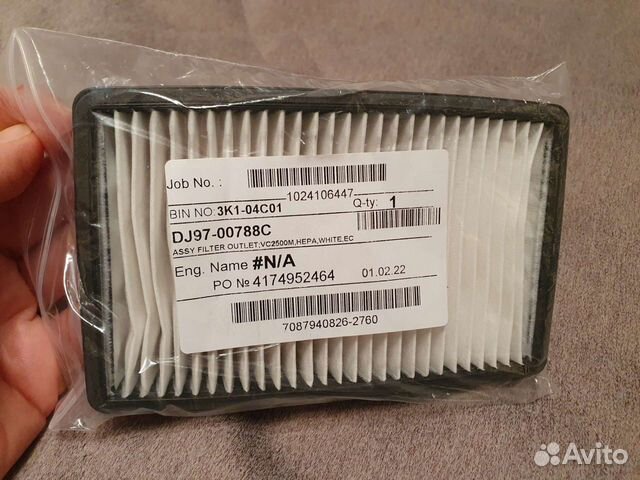 Job No. :
1024106447
BIN NO: 3K1-04C01 Q-ty: 1
DJ97-00788C
ASSY FILTER OUTLET;VC2500M,HEPA,WHITE,EC
Eng. Name #N/A
PO № 4174952464 01.02.22
7087940826-2760
Avito